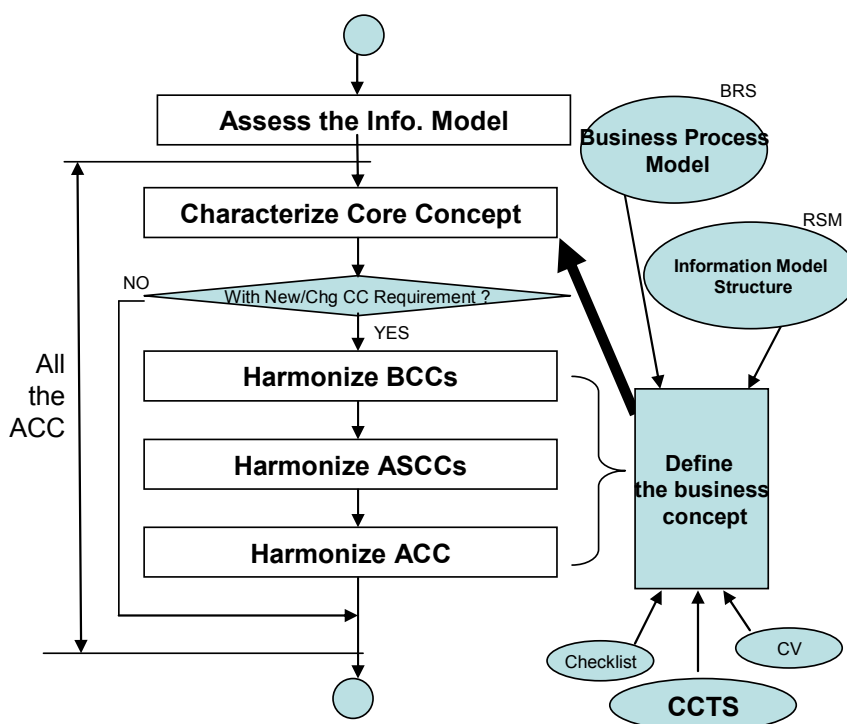 Assess the Info. Model
BRS
Business Process
Model
Characterize Core Concept
RSM
Information Model
Structure
NO
With New/Chg CC Requirement ?
YES
All
the
ACC
Harmonize BCCs
Harmonize ASCCs
Harmonize ACC
Define
the business
concept
Checklist
CV
CCTS